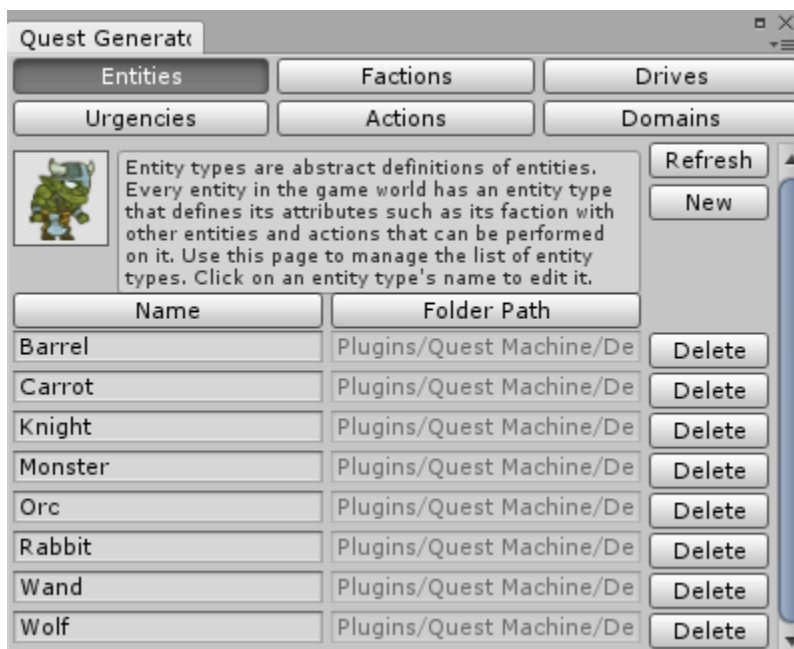 Quest Generato
Entities Factions Drives
Urgencies Actions Domains
Entity types are abstract definitions of entities.
Every entity in the game world has an entity type
that defines its attributes such as its faction with
other entities and actions that can be performed
on it. Use this page to manage the list of entity
types. Click on an entity type's name to edit it.
Refresh
New
Name Folder Path
Barrel Plugins/Quest Machine/De Delete
Carrot Plugins/Quest Machine/De Delete
Knight Plugins/Quest Machine/De Delete
Monster Plugins/Quest Machine/De Delete
Orc Plugins/Quest Machine/De Delete
Rabbit Plugins/Quest Machine/De Delete
Wand Plugins/Quest Machine/De Delete
Wolf Plugins/Quest Machine/De Delete